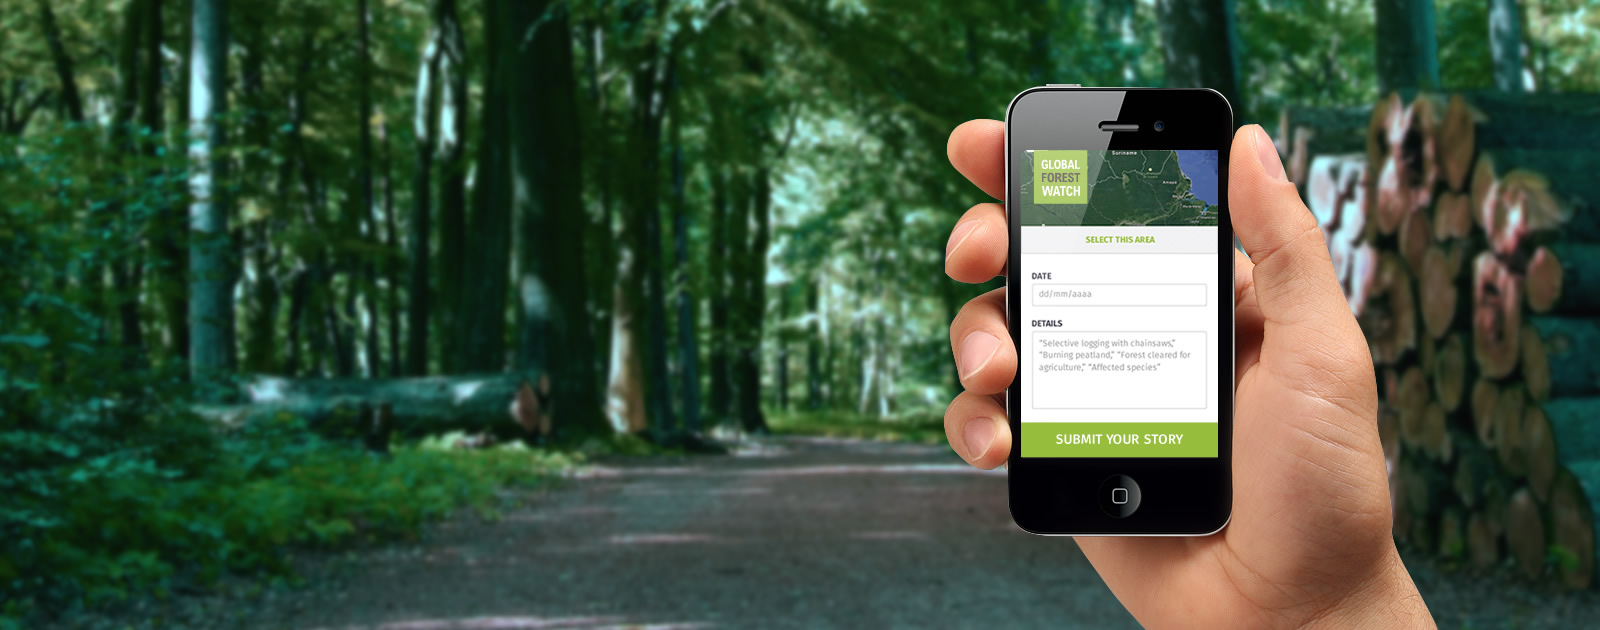 Suriname
GLOBAL
FOREST
WATCH
Amapá
SELECT THIS AREA
DATE
dd/mm/aaaa
DETAILS
“Selective logging with chainsaws,”
“Burning peatland,” “Forest cleared for
agriculture,” “Affected species”
SUBMIT YOUR STORY